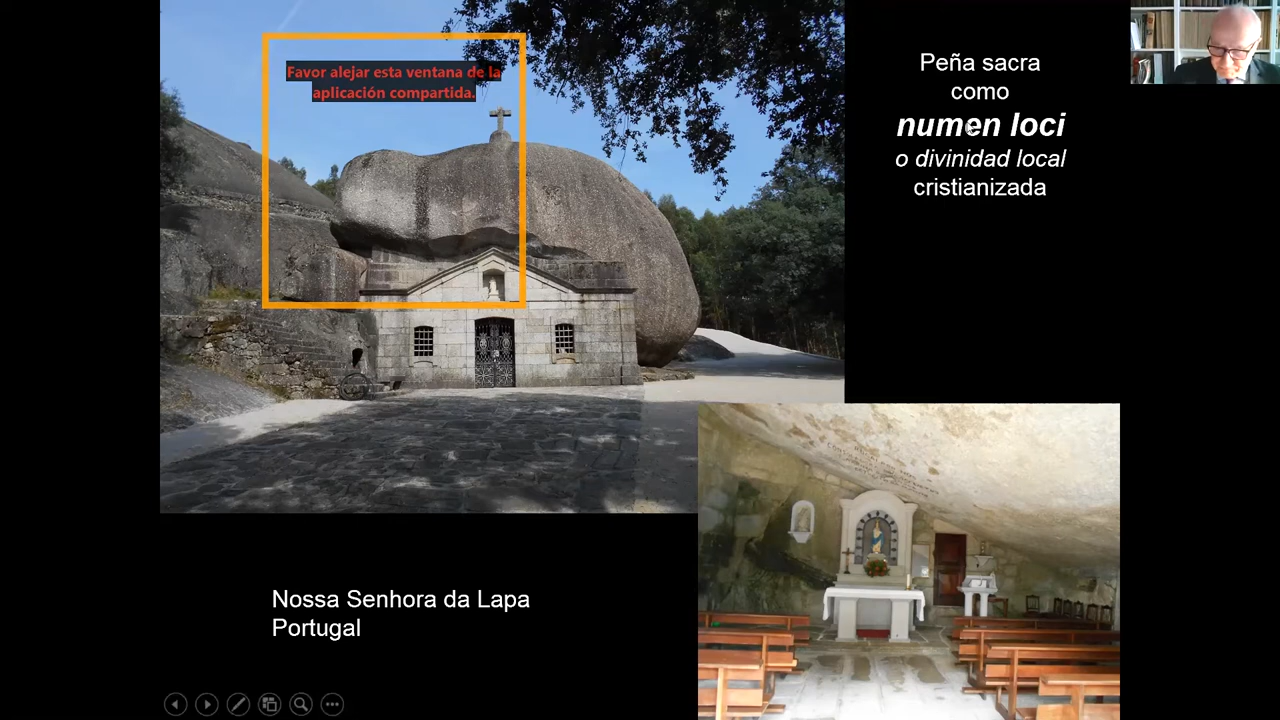 Favor alejar esta ventana de la
aplicación compartida.
Peña sacra
como
numen loci
o divinidad local
cristianizada
Nossa Senhora da Lapa
Portugal